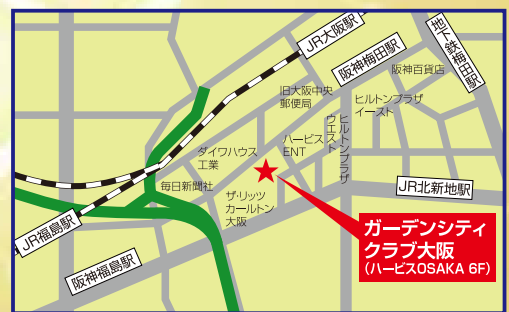 JR大阪駅
阪神梅田駅
地下鉄梅田駅
阪神百貨店
旧大阪中央
郵便局
ヒルトンプラザ
イースト
ハービス
ENT
ヒルトンプラザ
ウエスト
ダイワハウス
工業
毎日新聞社
ザ・リッツ
カールトン
大阪
JR北新地駅
JR福島駅
阪神福島駅
ガーデンシティ
クラブ大阪
(ハービスOSAKA 6F)